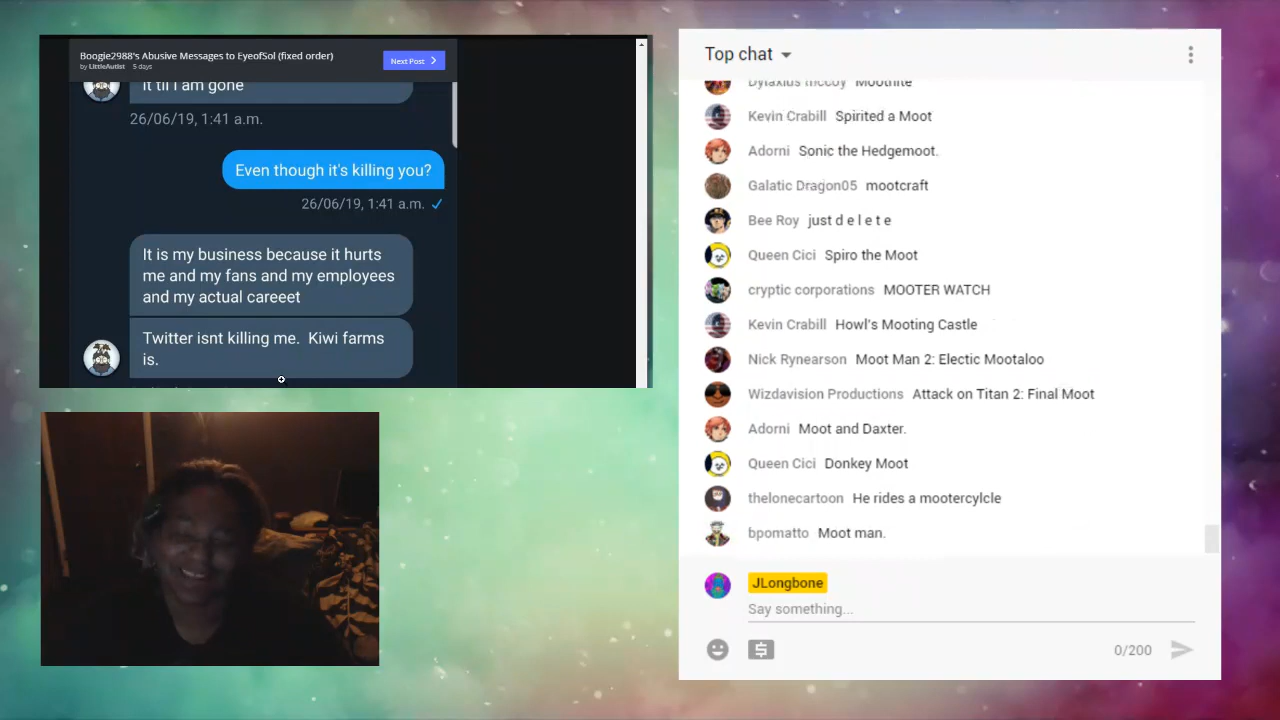 Boogie2988's Abusive Messages to EyeofSol (fixed order)
by LittleAutist 5 days
Next Post
it til I am gone
26/06/19, 1:41 a.m.
Even though it's killing you?
26/06/19, 1:41 a.m.
It is my business because it hurts
me and my fans and my employees
and my actual careeet
Twitter isnt killing me. Kiwi farms
is.
Top chat
Dylaxius mccoy Mootnite
Kevin Crabill Spirited a Moot
Adorni Sonic the Hedgemoot.
Galatic Dragon05 mootcraft
Bee Roy just d e l e t e
Queen Cici Spiro the Moot
cryptic corporations MOOTER WATCH
Kevin Crabill Howl's Mooting Castle
Nick Rynearson Moot Man 2: Electic Mootaloo
Wizdavision Productions Attack on Titan 2: Final Moot
Adorni Moot and Daxter.
Queen Cici Donkey Moot
thelonecartoon He rides a mootercylcle
bpomatto Moot man.
JLongbone
Say something...
0/200